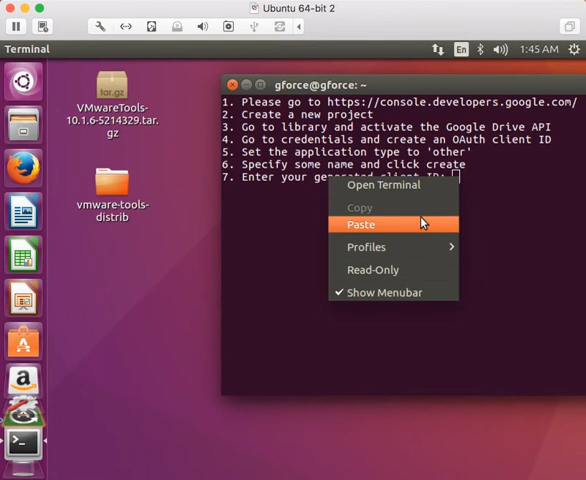 Ubuntu 64-bit 2
Terminal
En
1:45 AM
tar.gz
VMwareTools-
10.1.6-5214329.tar.
gz
vmware-tools-
distrib
gforce@gforce: ~
1. Please go to https://console.developers.google.com/
2. Create a new project
3. Go to library and activate the Google Drive API
4. Go to credentials and create an OAuth client ID
5. Set the application type to 'other'
6. Specify some name and click create
7. Enter your generated client ID:
Open Terminal
Copy
Paste
Profiles
Read-Only
Show Menubar